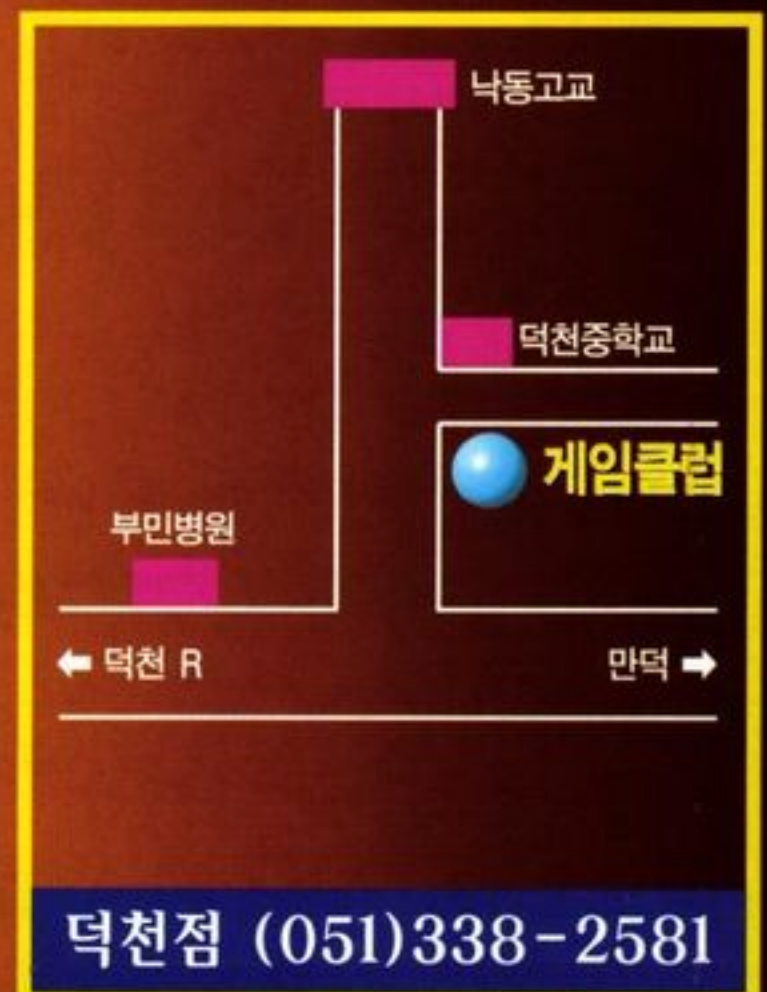 낙동고교
덕천중학교
게임클럽
부민병원
← 덕천 R
만덕 →
덕천점 (051)338-2581